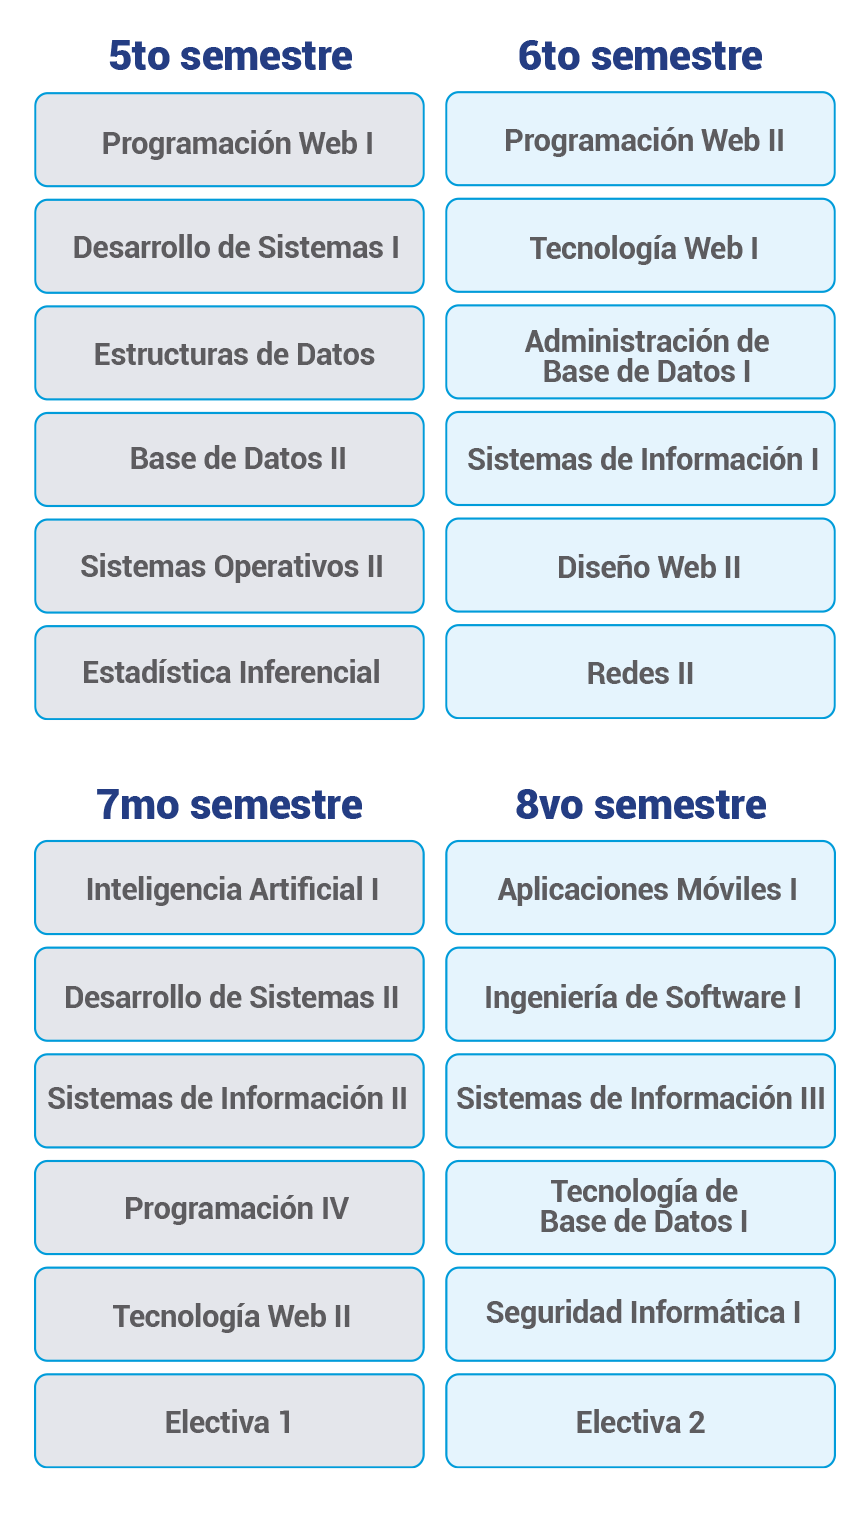 5to semestre
Programación Web I
Desarrollo de Sistemas I
Estructuras de Datos
Base de Datos II
Sistemas Operativos II
Estadística Inferencial
6to semestre
Programación Web II
Tecnología Web I
Administración de
Base de Datos I
Sistemas de Información I
Diseño Web II
Redes II
7mo semestre
Inteligencia Artificial I
Desarrollo de Sistemas II
Sistemas de Información II
Programación IV
Tecnología Web II
Electiva 1
8vo semestre
Aplicaciones Móviles I
Ingeniería de Software I
Sistemas de Información III
Tecnología de
Base de Datos I
Seguridad Informática I
Electiva 2